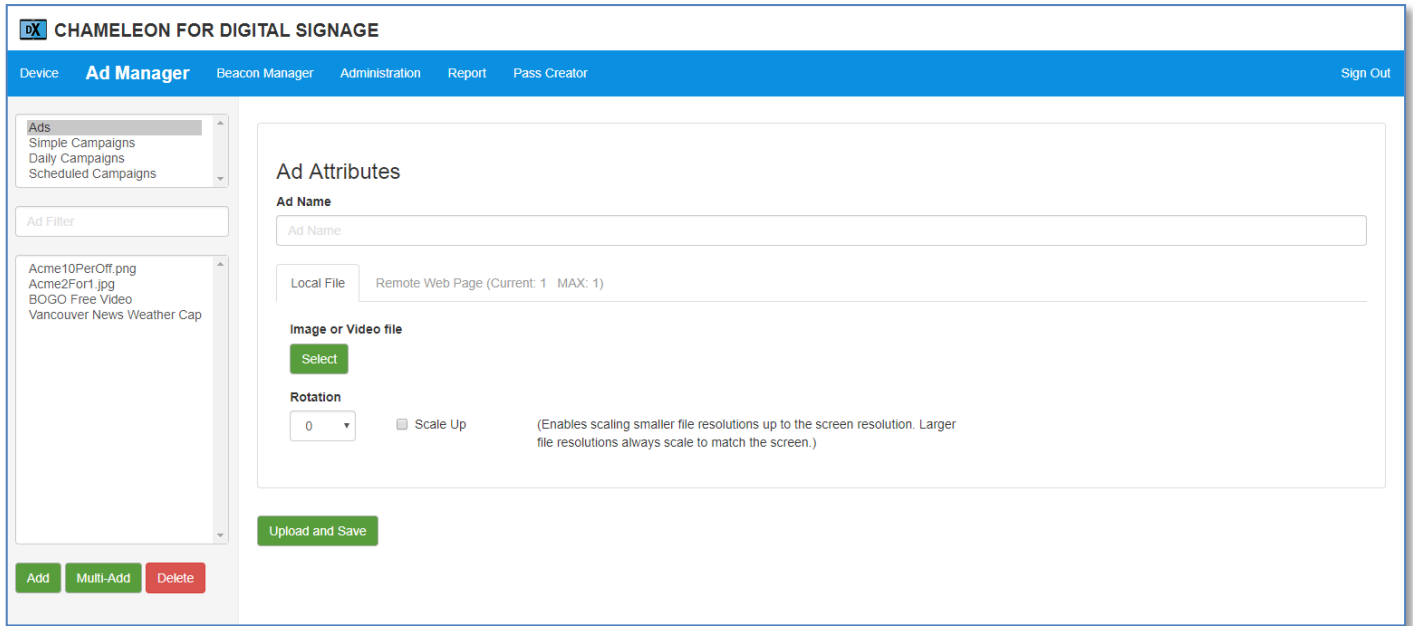 DX CHAMELEON FOR DIGITAL SIGNAGE
Device Ad Manager Beacon Manager Administration Report Pass Creator Sign Out
Ads
Simple Campaigns
Daily Campaigns
Scheduled Campaigns
Ad Filter
Acme10PerOff.png
Acme2For1.jpg
BOGO Free Video
Vancouver News Weather Cap
Add Multi-Add Delete
Ad Attributes
Ad Name
Ad Name
Local File Remote Web Page (Current: 1 MAX: 1)
Image or Video file
Select
Rotation
0 Scale Up (Enables scaling smaller file resolutions up to the screen resolution. Larger
file resolutions always scale to match the screen.)
Upload and Save